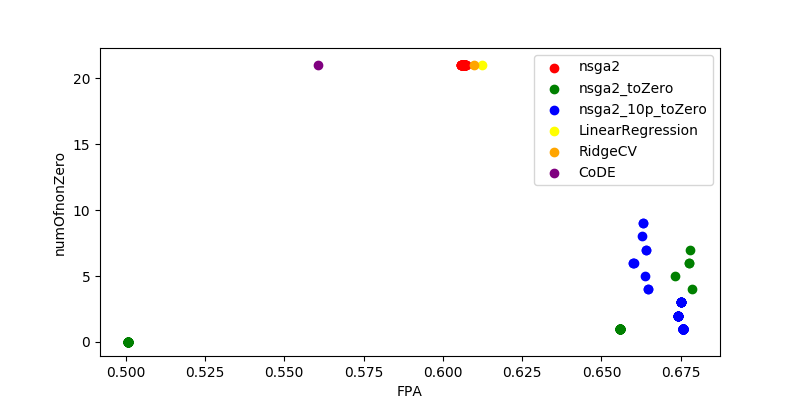 nsga2
nsga2_toZero
nsga2_10p_toZero
LinearRegression
RidgeCV
CoDE
numOfnonZero
20
15
10
5
0
0.500 0.525 0.550 0.575 0.600 0.625 0.650 0.675
FPA